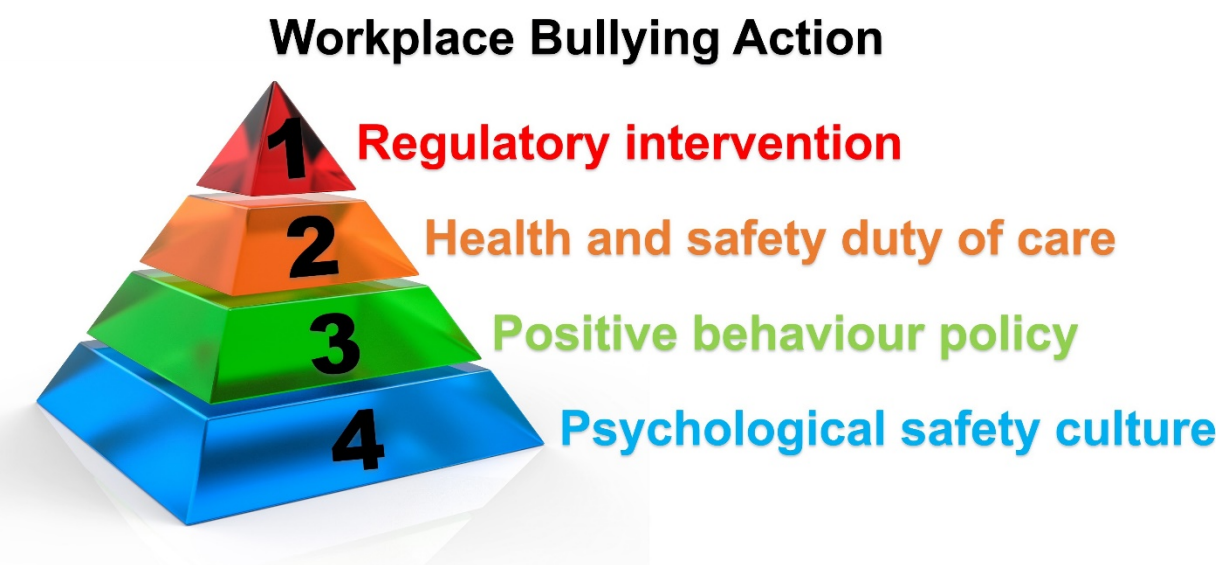 Workplace Bullying Action
1 Regulatory intervention
2 Health and safety duty of care
3 Positive behaviour policy
4 Psychological safety culture